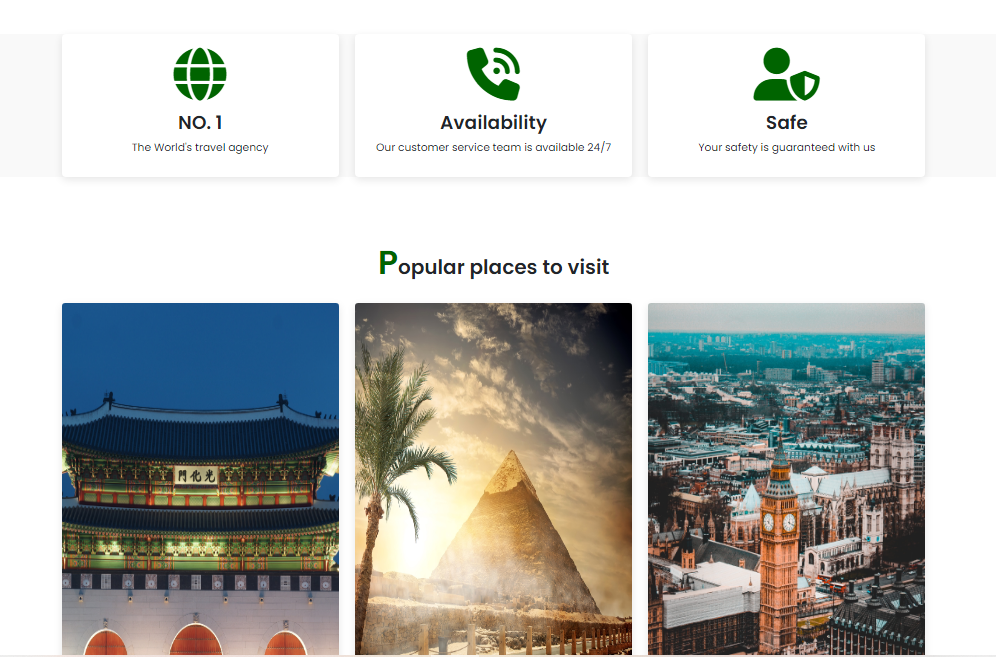 NO. 1
The World's travel agency
Availability
Our customer service team is available 24/7
Safe
Your safety is guaranteed with us
Popular places to visit
門化光